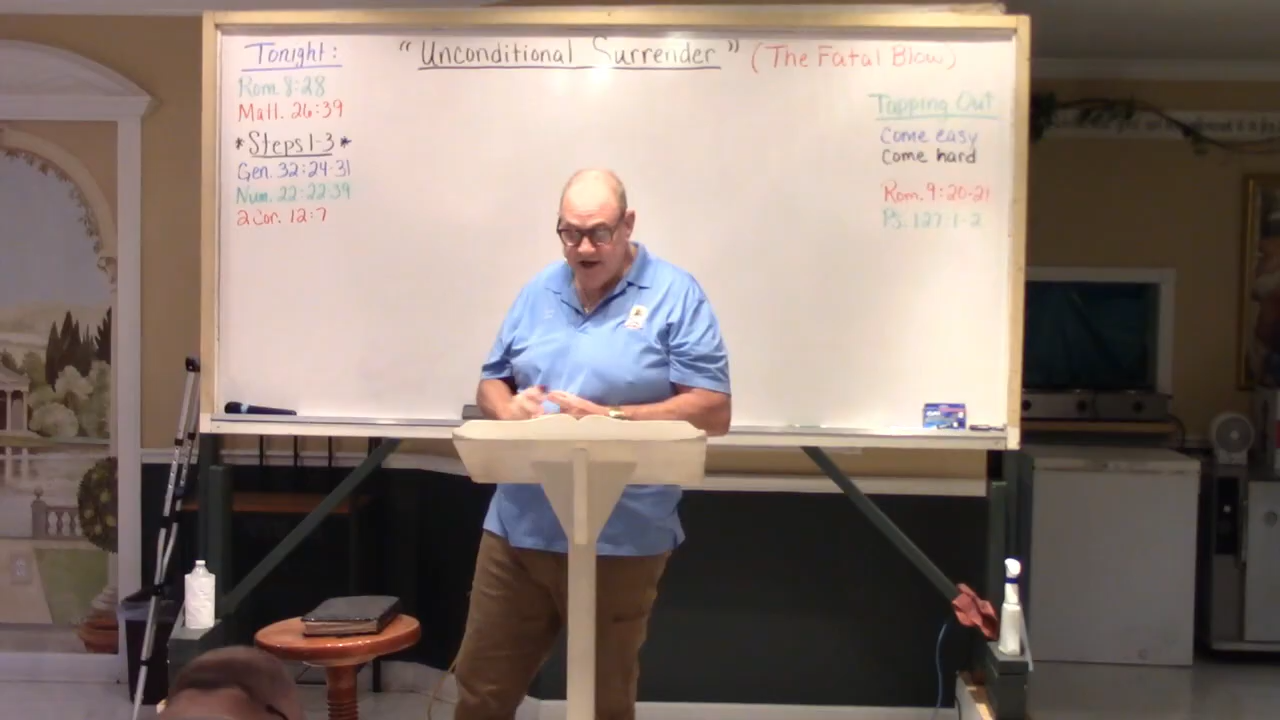 Tonight:
Rom. 8:28
Matt. 26:39
*Steps 1-3*
Gen. 32:24-31
Num. 22:22-39
2 Cor. 12:7
"Unconditional Surrender" (The Fatal Blow)
Tapping Out
Come easy
Come hard
Rom. 9:20-21
Ps. 127:1-2